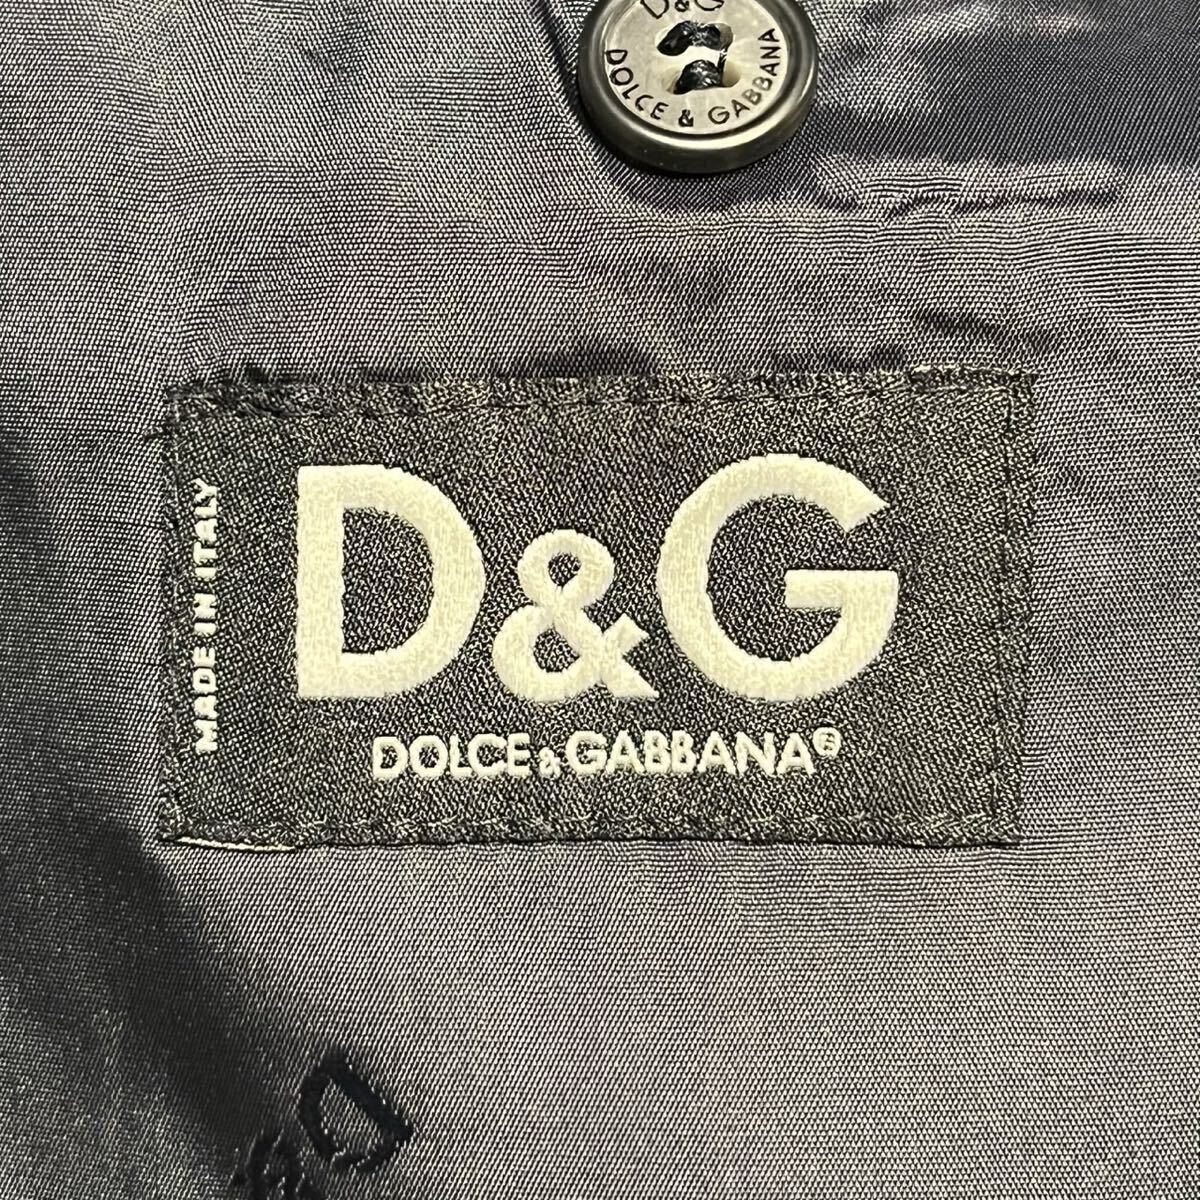 D&G
DOLCE & GABBANA
MADE IN ITALY
D&G
DOLCE & GABBANA®
D&